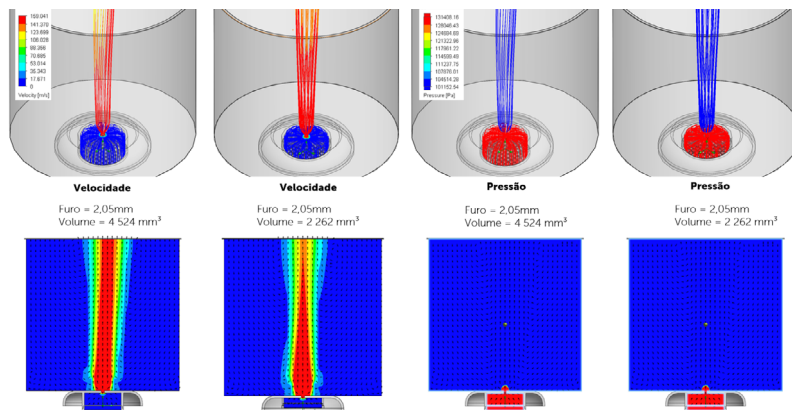 159.041
141.370
123.699
106.028
88.356
70.685
53.014
35.343
17.671
0
Velocity [m/s]
131408.16
128046.43
124684.69
121322.96
117961.22
114599.49
111237.75
107876.01
104514.28
101152.54
Pressure [Pa]
Velocidade
Velocidade
Pressão
Pressão
Furo = 2,05mm
Volume = 4 524 mm³
Furo = 2,05mm
Volume = 2 262 mm³
Furo = 2,05mm
Volume = 4 524 mm³
Furo = 2,05mm
Volume = 2 262 mm³